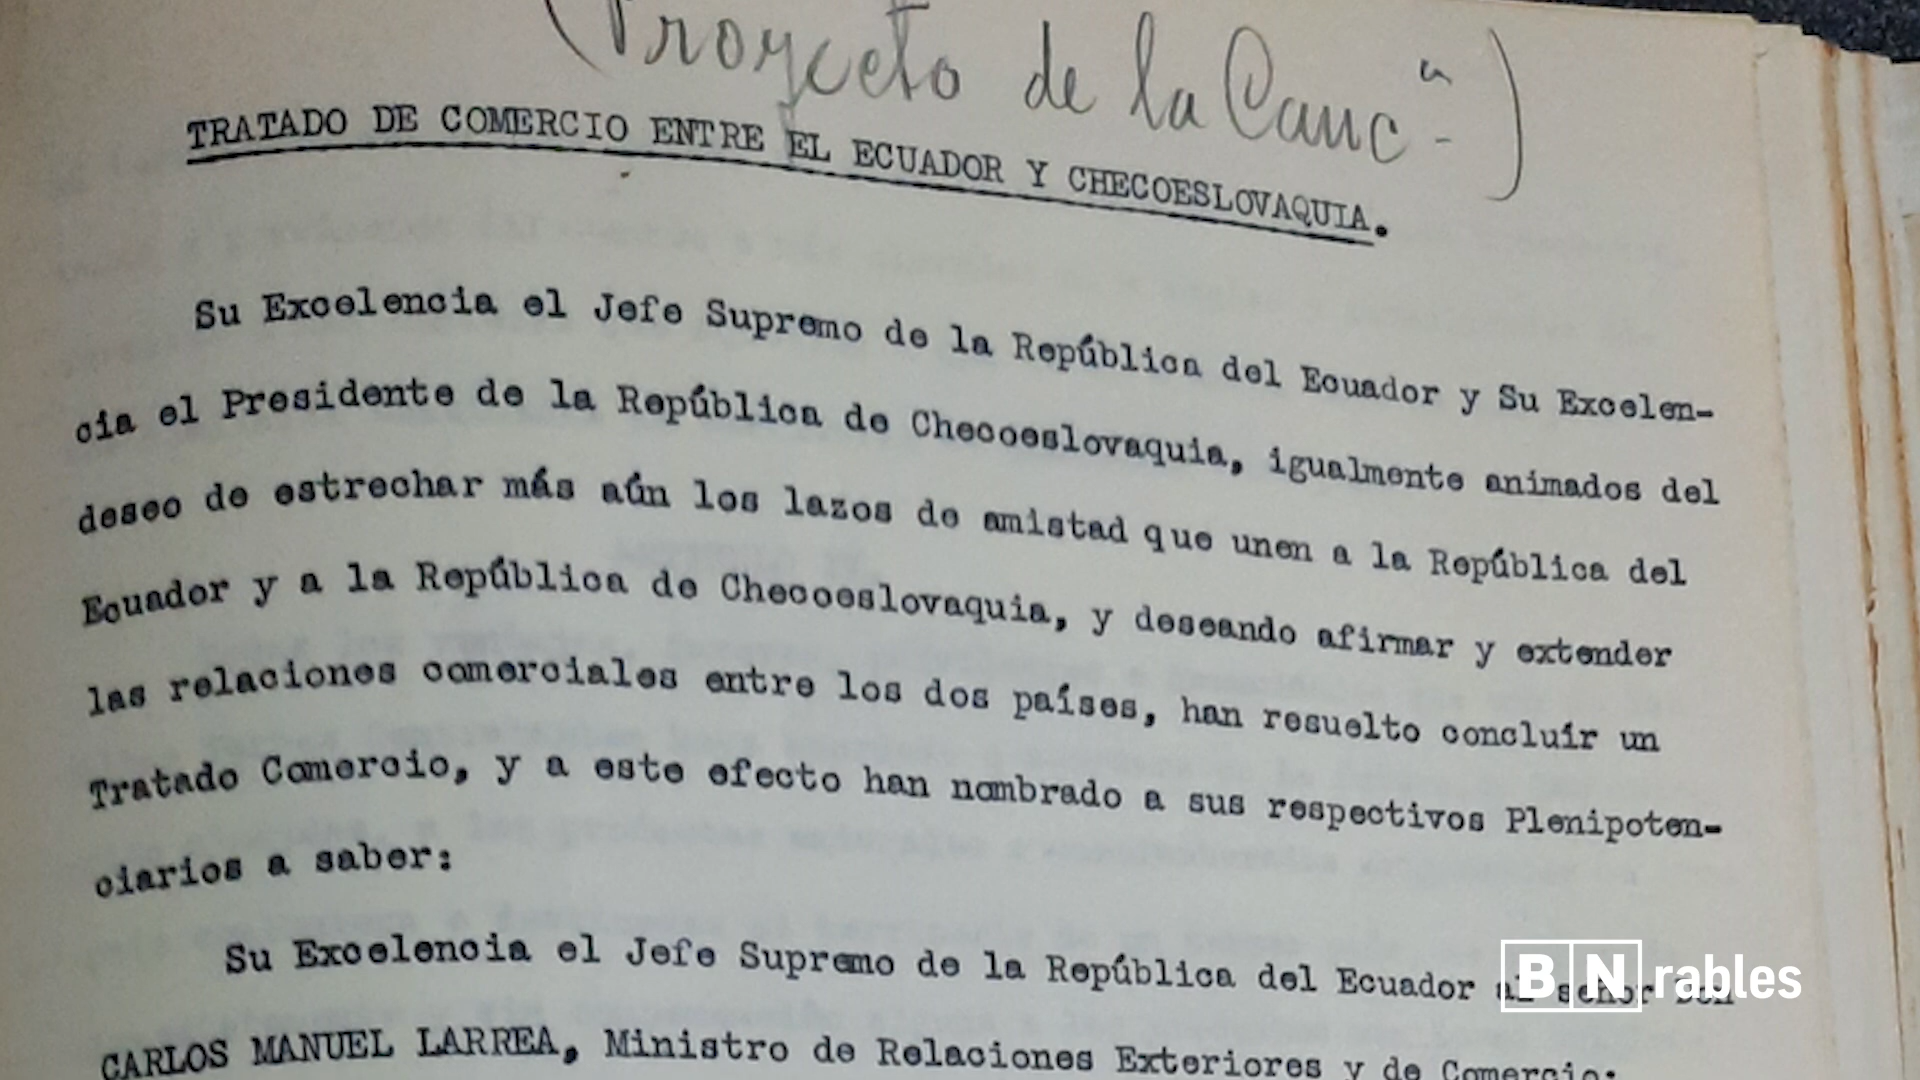 (Proyecto de la Canc.ª)
TRATADO DE COMERCIO ENTRE EL ECUADOR Y CHECOESLOVAQUIA.
Su Excelencia el Jefe Supremo de la República del Ecuador y Su Excelen-
cia el Presidente de la República de Checoeslovaquia, igualmente animados del
deseo de estrechar más aún los lazos de amistad que unen a la República del
Ecuador y a la República de Checoeslovaquia, y deseando afirmar y extender
las relaciones comerciales entre los dos países, han resuelto concluír un
Tratado Comercio, y a este efecto han nombrado a sus respectivos Plenipoten-
ciarios a saber:
Su Excelencia el Jefe Supremo de la República del Ecuador al señor Don
CARLOS MANUEL LARREA, Ministro de Relaciones Exteriores y de Comercio;
BN rables